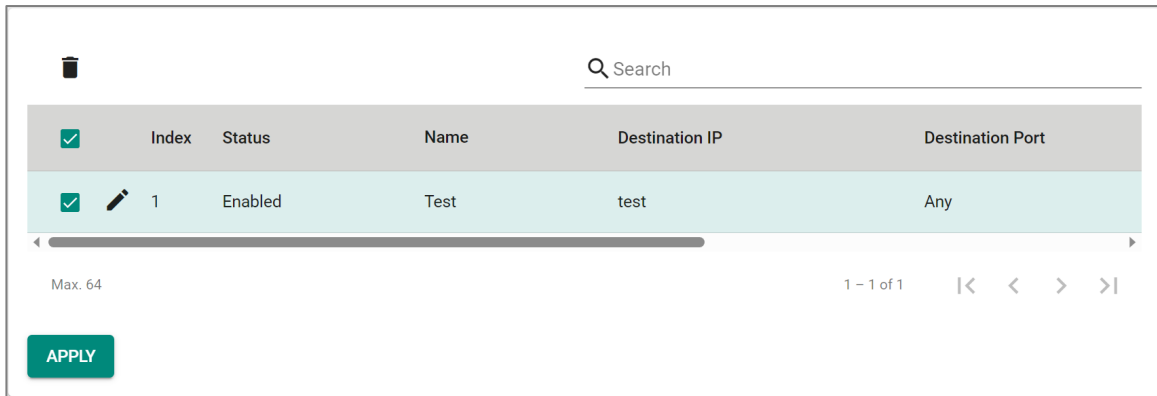 Search
Index Status Name Destination IP Destination Port
1 Enabled Test test Any
Max. 64 1 – 1 of 1
APPLY